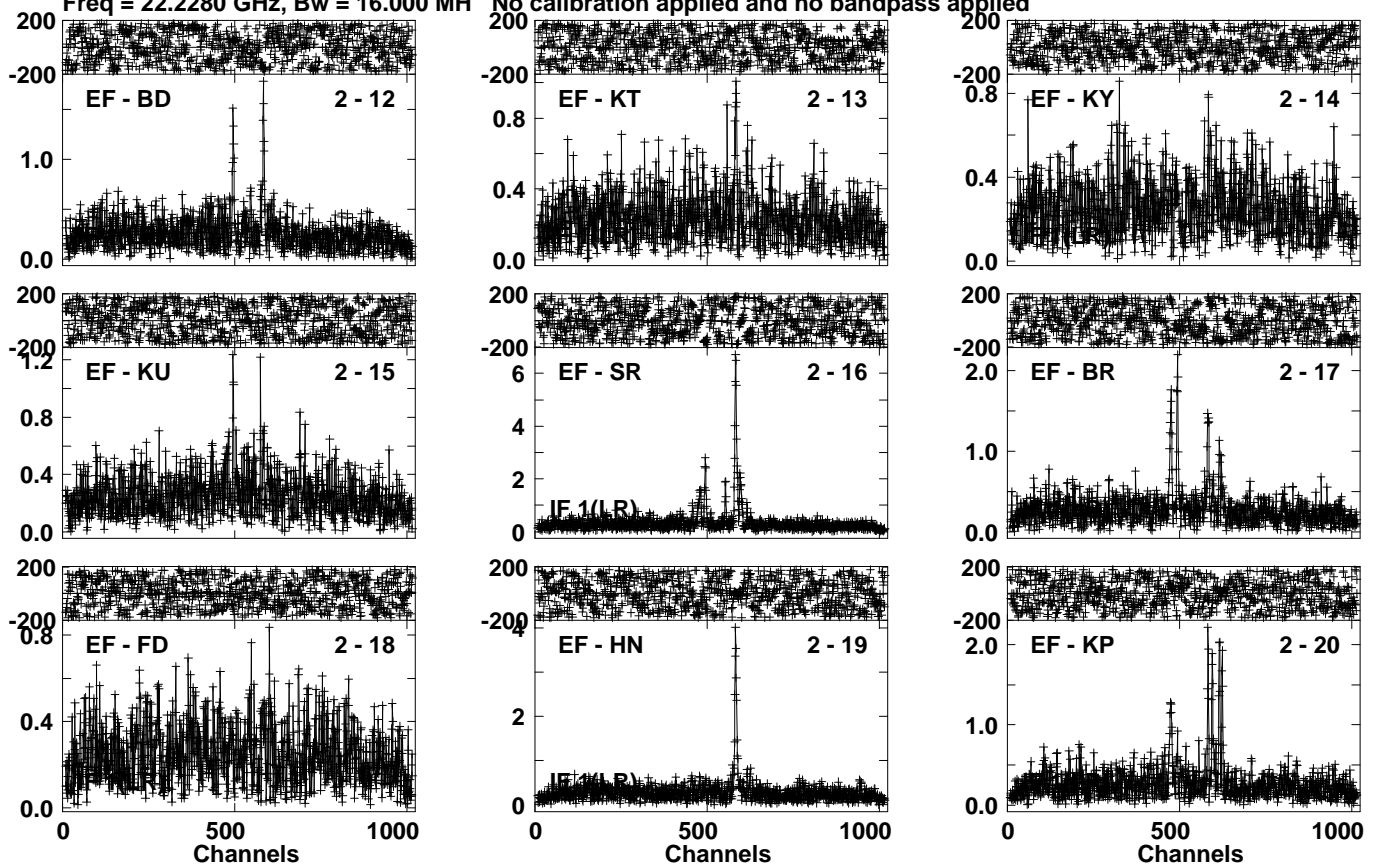 Freq = 22.2280 GHz, Bw = 16.000 MH No calibration applied and no bandpass applied
200 200 200
-200 -200 -200
EF - BD 2 - 12 EF - KT 2 - 13 EF - KY 2 - 14
1.0 0.8 0.8
0.4 0.4
0.0 0.0 0.0
200 200 200
-200 -200 -200
1.2
EF - KU 2 - 15 EF - SR 2 - 16 EF - BR 2 - 17
0.8 6 2.0
4
0.4 2 1.0
IF 1(LR)
0.0 0 0.0
200 200 200
-200 -200 -200
0.8 4
EF - FD 2 - 18 EF - HN 2 - 19 EF - KP 2 - 20
2.0
0.4 2 1.0
IF 1(LR)
0.0 0 0.0
0 500 1000 0 500 1000 0 500 1000
Channels Channels Channels